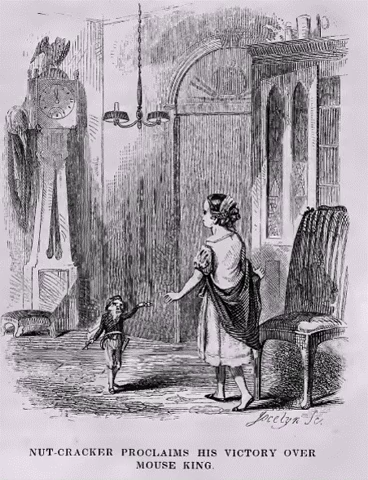 Jocelyn Sc.
NUT-CRACKER PROCLAIMS HIS VICTORY OVER
MOUSE KING.